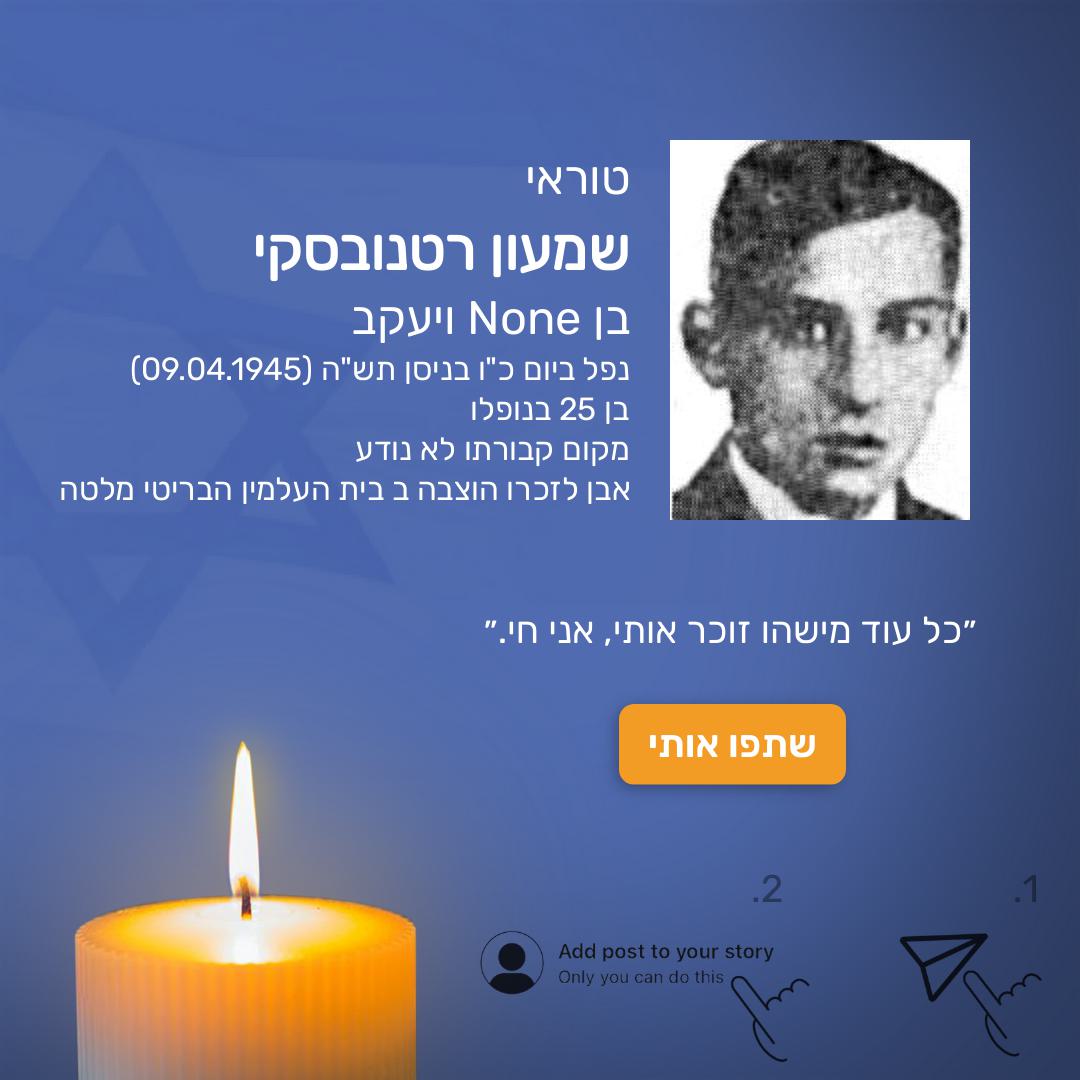 טוראי
שמעון רטנובסקי
בן None ויעקב
נפל ביום כ"ו בניסן תש"ה (09.04.1945)
בן 25 בנופלו
מקום קבורתו לא נודע
אבן לזכרו הוצבה ב בית העלמין הבריטי מלטה
״כל עוד מישהו זוכר אותי, אני חי.״
שתפו אותי
1.
2.
Add post to your story
Only you can do this